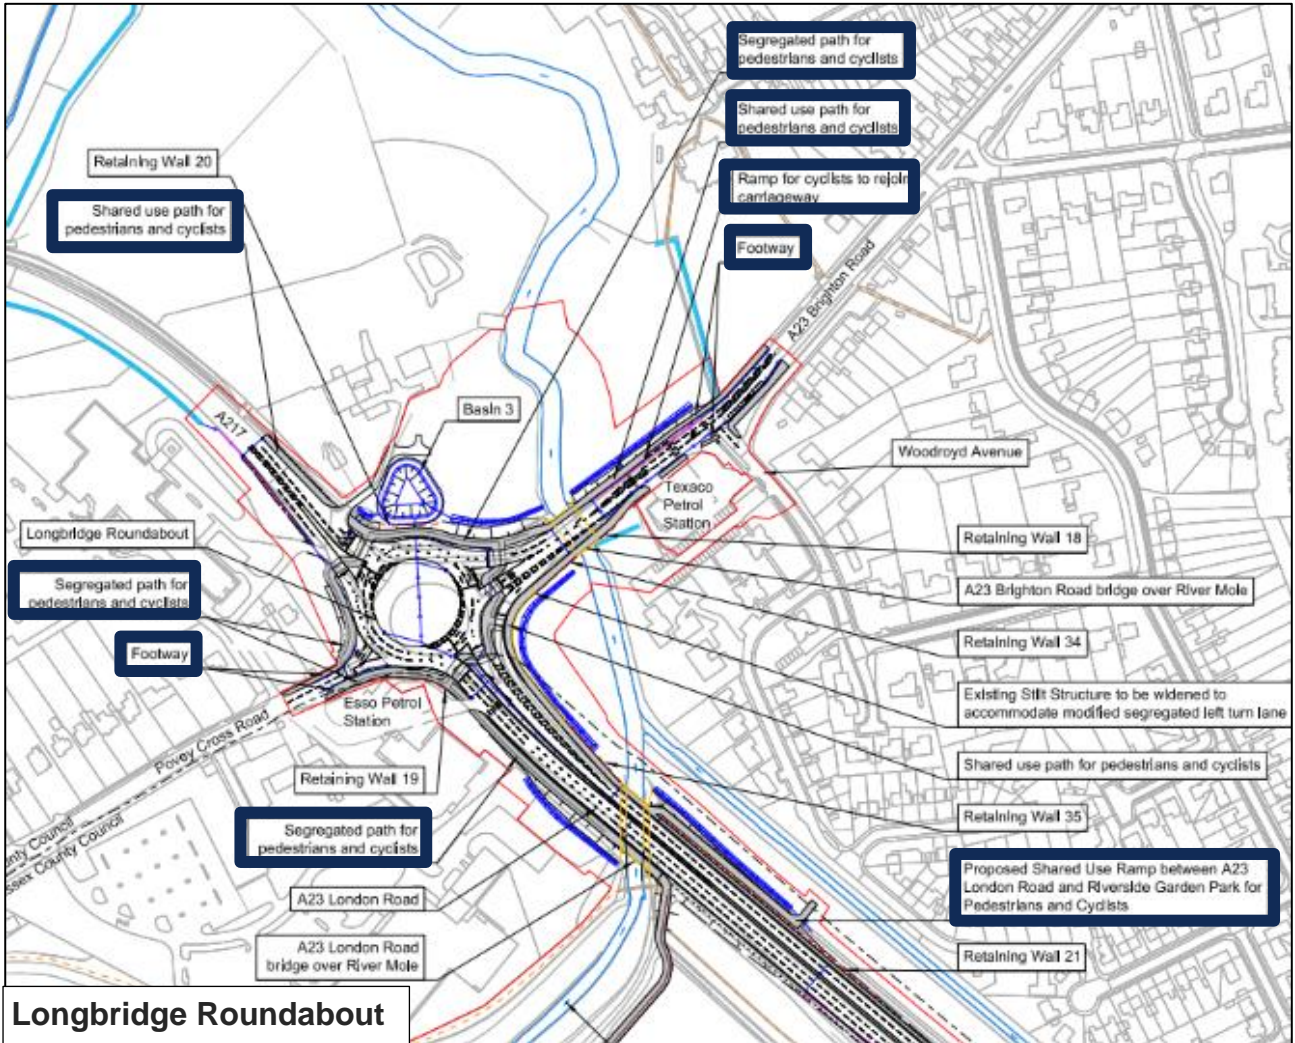 Segregated path for
pedestrians and cyclists
Shared use path for
pedestrians and cyclists
Ramp for cyclists to rejoin
carriageway
Footway
Retaining Wall 20
Shared use path for
pedestrians and cyclists
A23 Brighton Road
A217
Basin 3
Woodroyd Avenue
Texaco
Petrol
Station
Longbridge Roundabout
Retaining Wall 18
Segregated path for
pedestrians and cyclists
A23 Brighton Road bridge over River Mole
Retaining Wall 34
Footway
Esso Petrol
Station
Existing Stilt Structure to be widened to
accommodate modified segregated left turn lane
Povey Cross Road
Shared use path for pedestrians and cyclists
Retaining Wall 19
Retaining Wall 35
Segregated path for
pedestrians and cyclists
County Council
Sussex County Council
Proposed Shared Use Ramp between A23
London Road and Riverside Garden Park for
Pedestrians and Cyclists
A23 London Road
A23 London Road
bridge over River Mole
Retaining Wall 21
Longbridge Roundabout